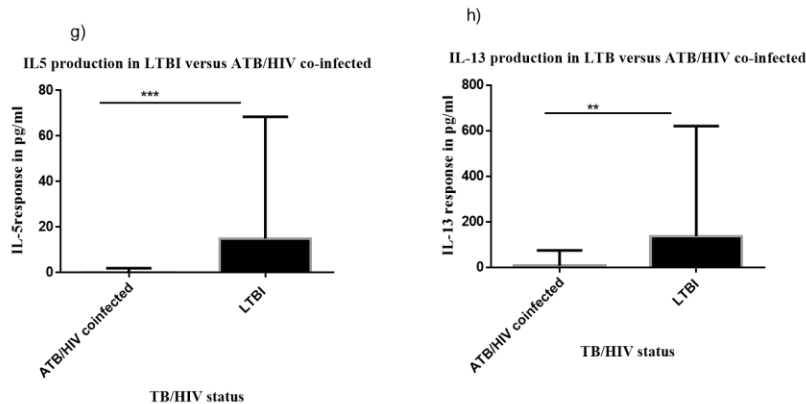 g)
IL5 production in LTBI versus ATB/HIV co-infected
***
80
60
40
20
0
IL-5response in pg/ml
ATB/HIV coinfected
LTBI
TB/HIV status
h)
IL-13 production in LTB versus ATB/HIV co-infected
**
800
600
400
200
0
IL-13 response in pg/ml
ATB/HIV coinfected
LTBI
TB/HIV status